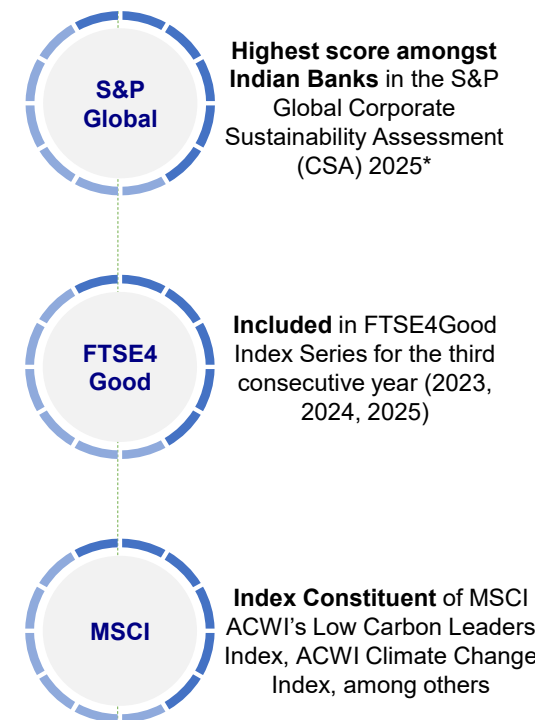 S&P
Global
Highest score amongst
Indian Banks in the S&P
Global Corporate
Sustainability Assessment
(CSA) 2025*
FTSE4
Good
Included in FTSE4Good
Index Series for the third
consecutive year (2023,
2024, 2025)
MSCI
Index Constituent of MSCI
ACWI's Low Carbon Leaders
Index, ACWI Climate Change
Index, among others